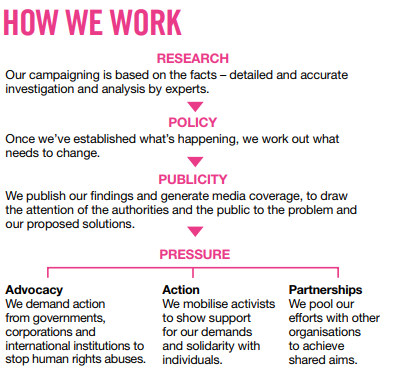 HOW WE WORK
RESEARCH
Our campaigning is based on the facts – detailed and accurate
investigation and analysis by experts.
POLICY
Once we've established what's happening, we work out what
needs to change.
PUBLICITY
We publish our findings and generate media coverage, to draw
the attention of the authorities and the public to the problem and
our proposed solutions.
PRESSURE
Advocacy
We demand action
from governments,
corporations and
international institutions to
stop human rights abuses.
Action
We mobilise activists
to show support
for our demands
and solidarity with
individuals.
Partnerships
We pool our
efforts with other
organisations
to achieve
shared aims.